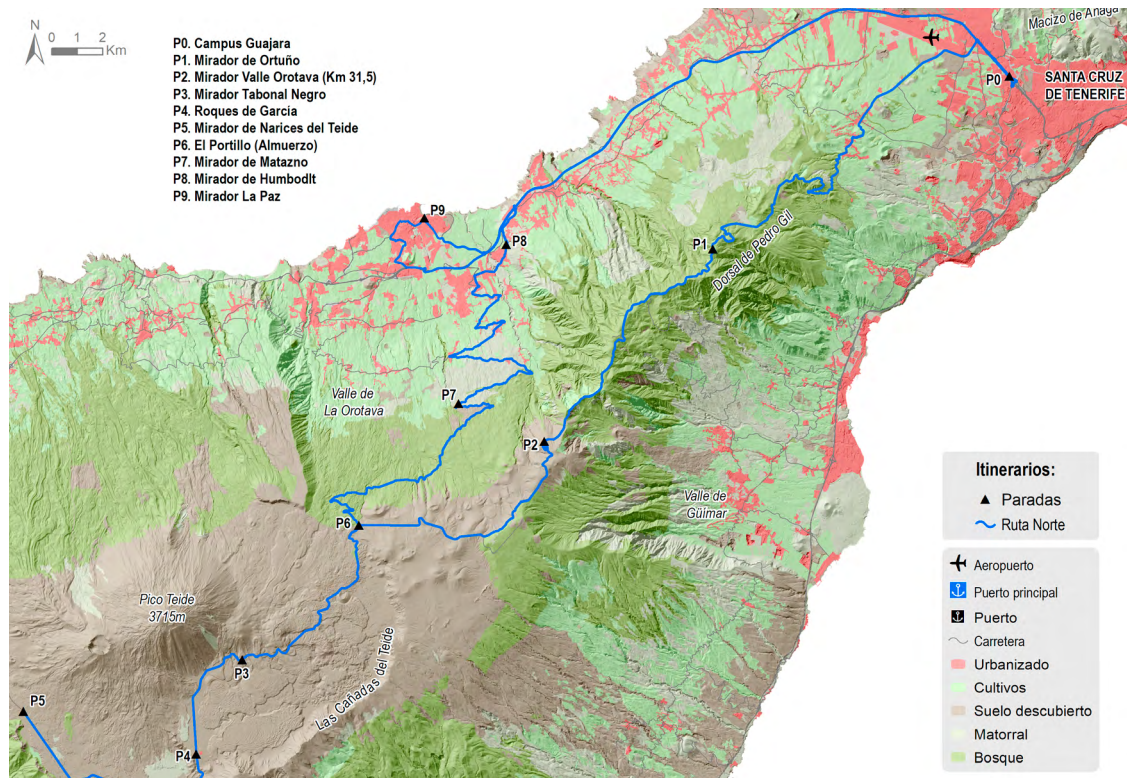 N
0 1 2
Km
P0. Campus Guajara
P1. Mirador de Ortuño
P2. Mirador Valle Orotava (Km 31,5)
P3. Mirador Tabonal Negro
P4. Roques de García
P5. Mirador de Narices del Teide
P6. El Portillo (Almuerzo)
P7. Mirador de Matazno
P8. Mirador de Humbodlt
P9. Mirador La Paz
Macizo de Anaga
P0
SANTA CRUZ
DE TENERIFE
P9
P8
P1
Dorsal de Pedro Gil
Valle de
La Orotava
P7
P2
Valle de
Güimar
P6
Pico Teide
3715m
P3
Las Cañadas del Teide
P5
P4
Itinerarios:
Paradas
Ruta Norte
Aeropuerto
Puerto principal
Puerto
Carretera
Urbanizado
Cultivos
Suelo descubierto
Matorral
Bosque